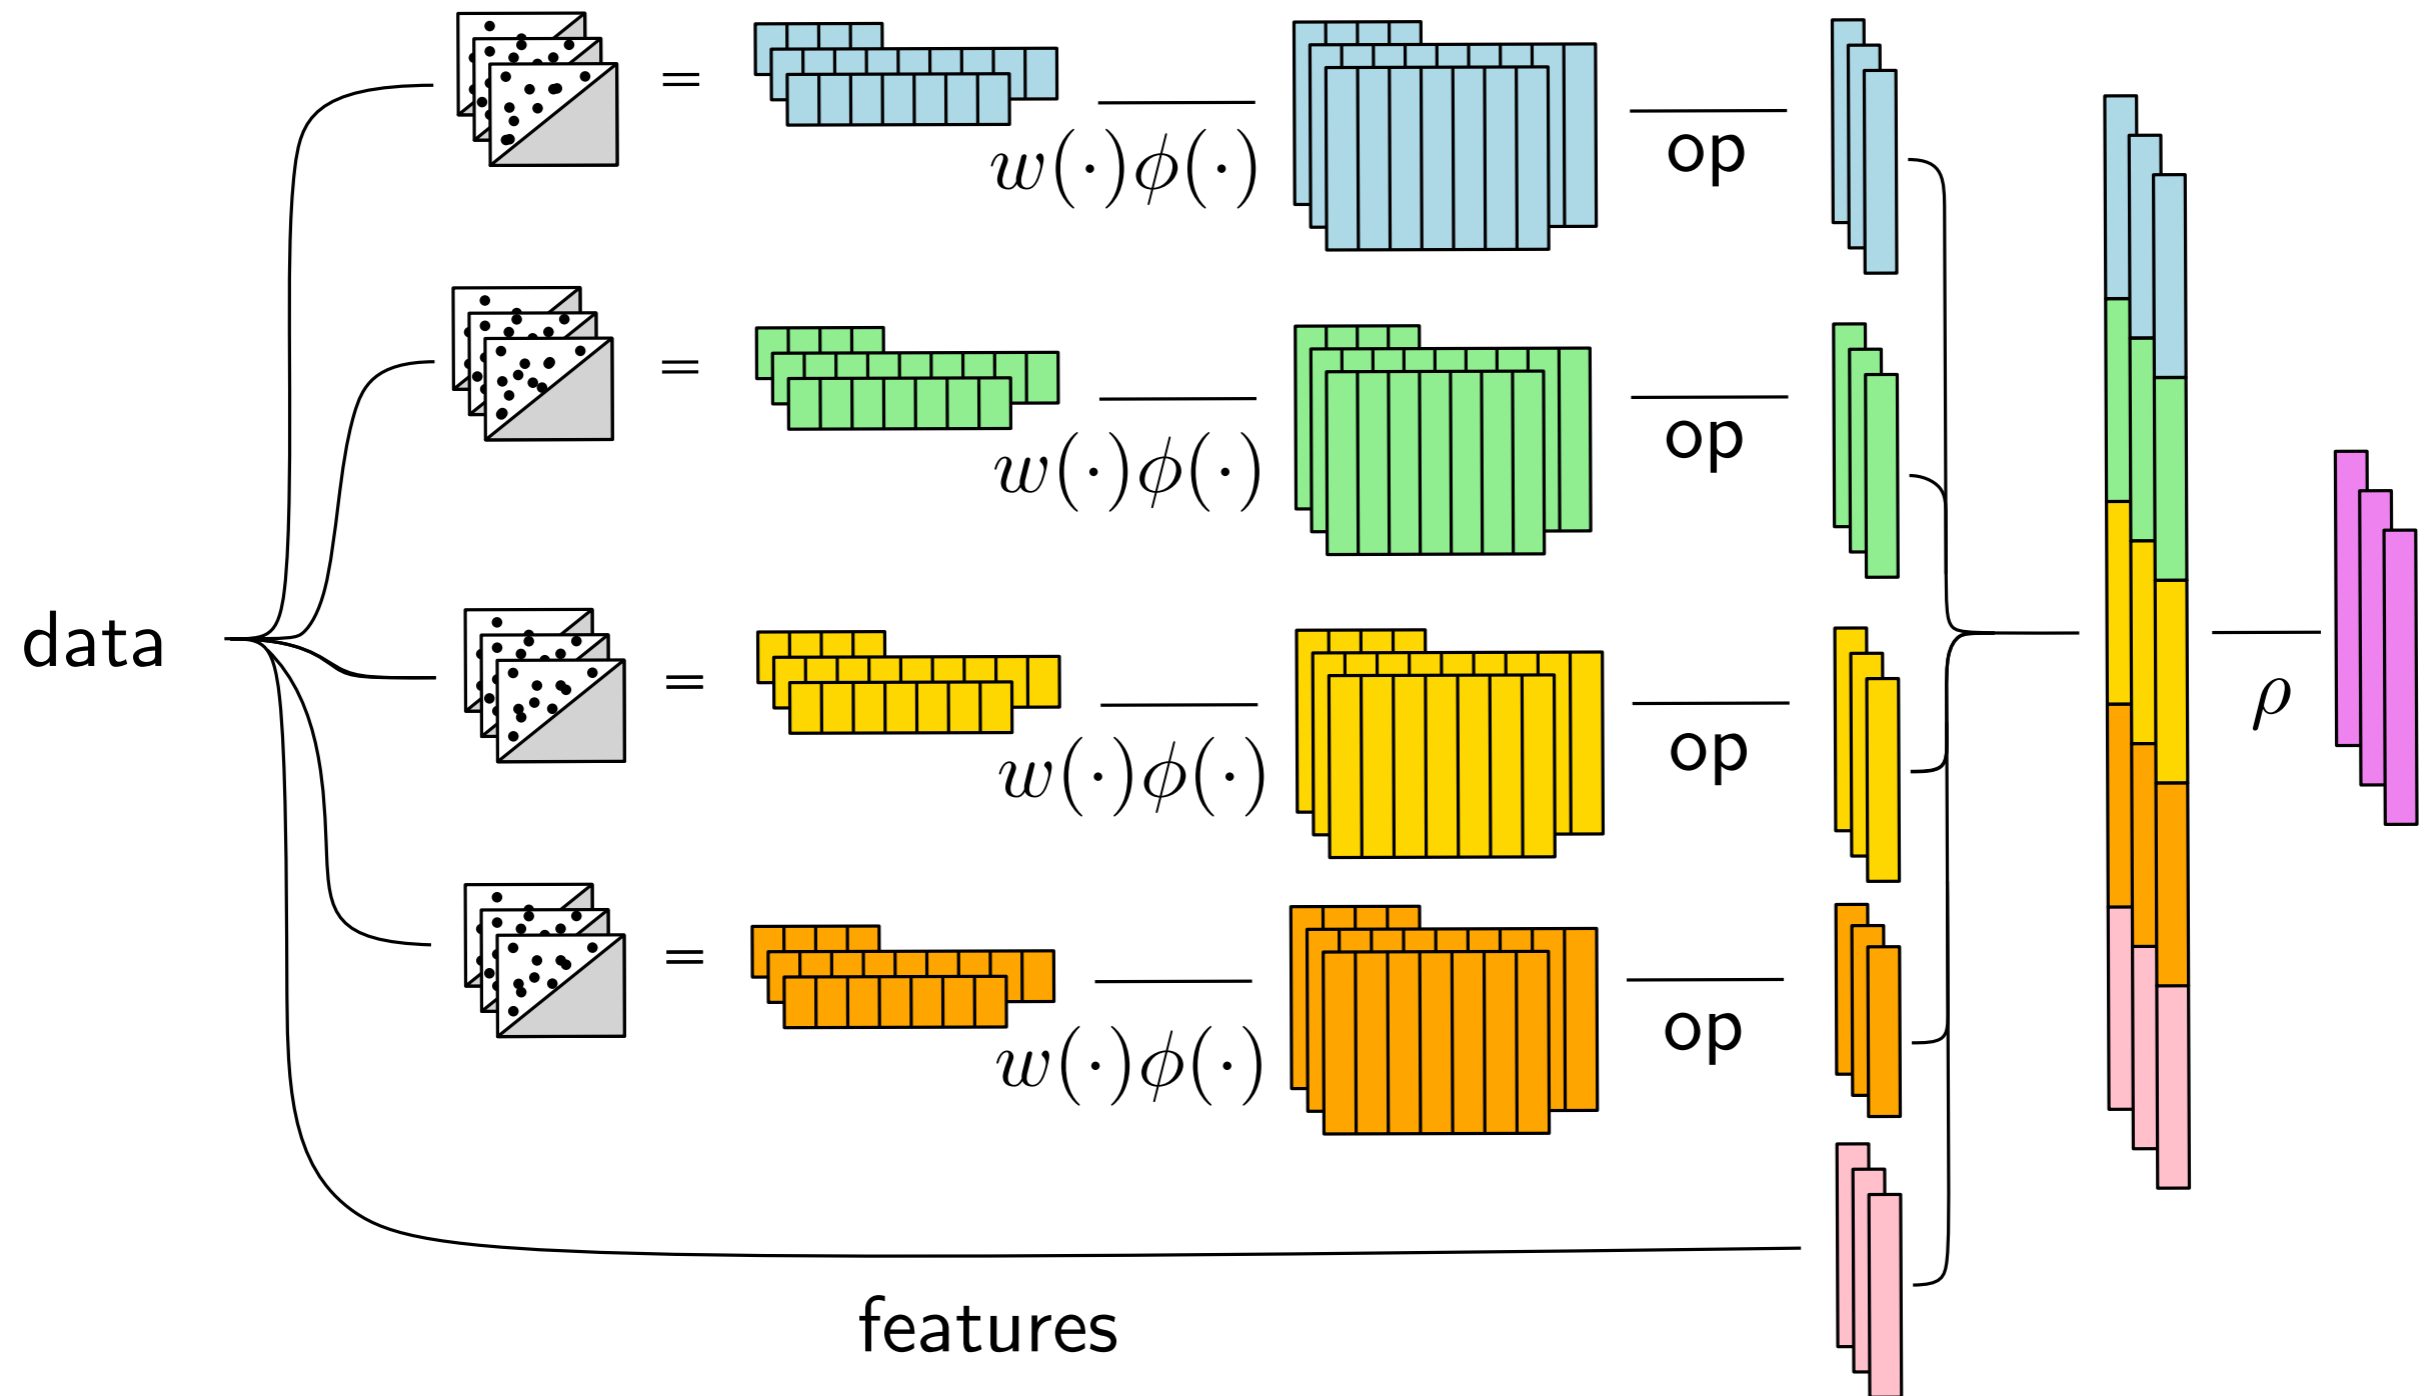 =
w(·)φ(·)
op
=
w(·)φ(·)
op
data
=
w(·)φ(·)
op
ρ
=
w(·)φ(·)
op
features